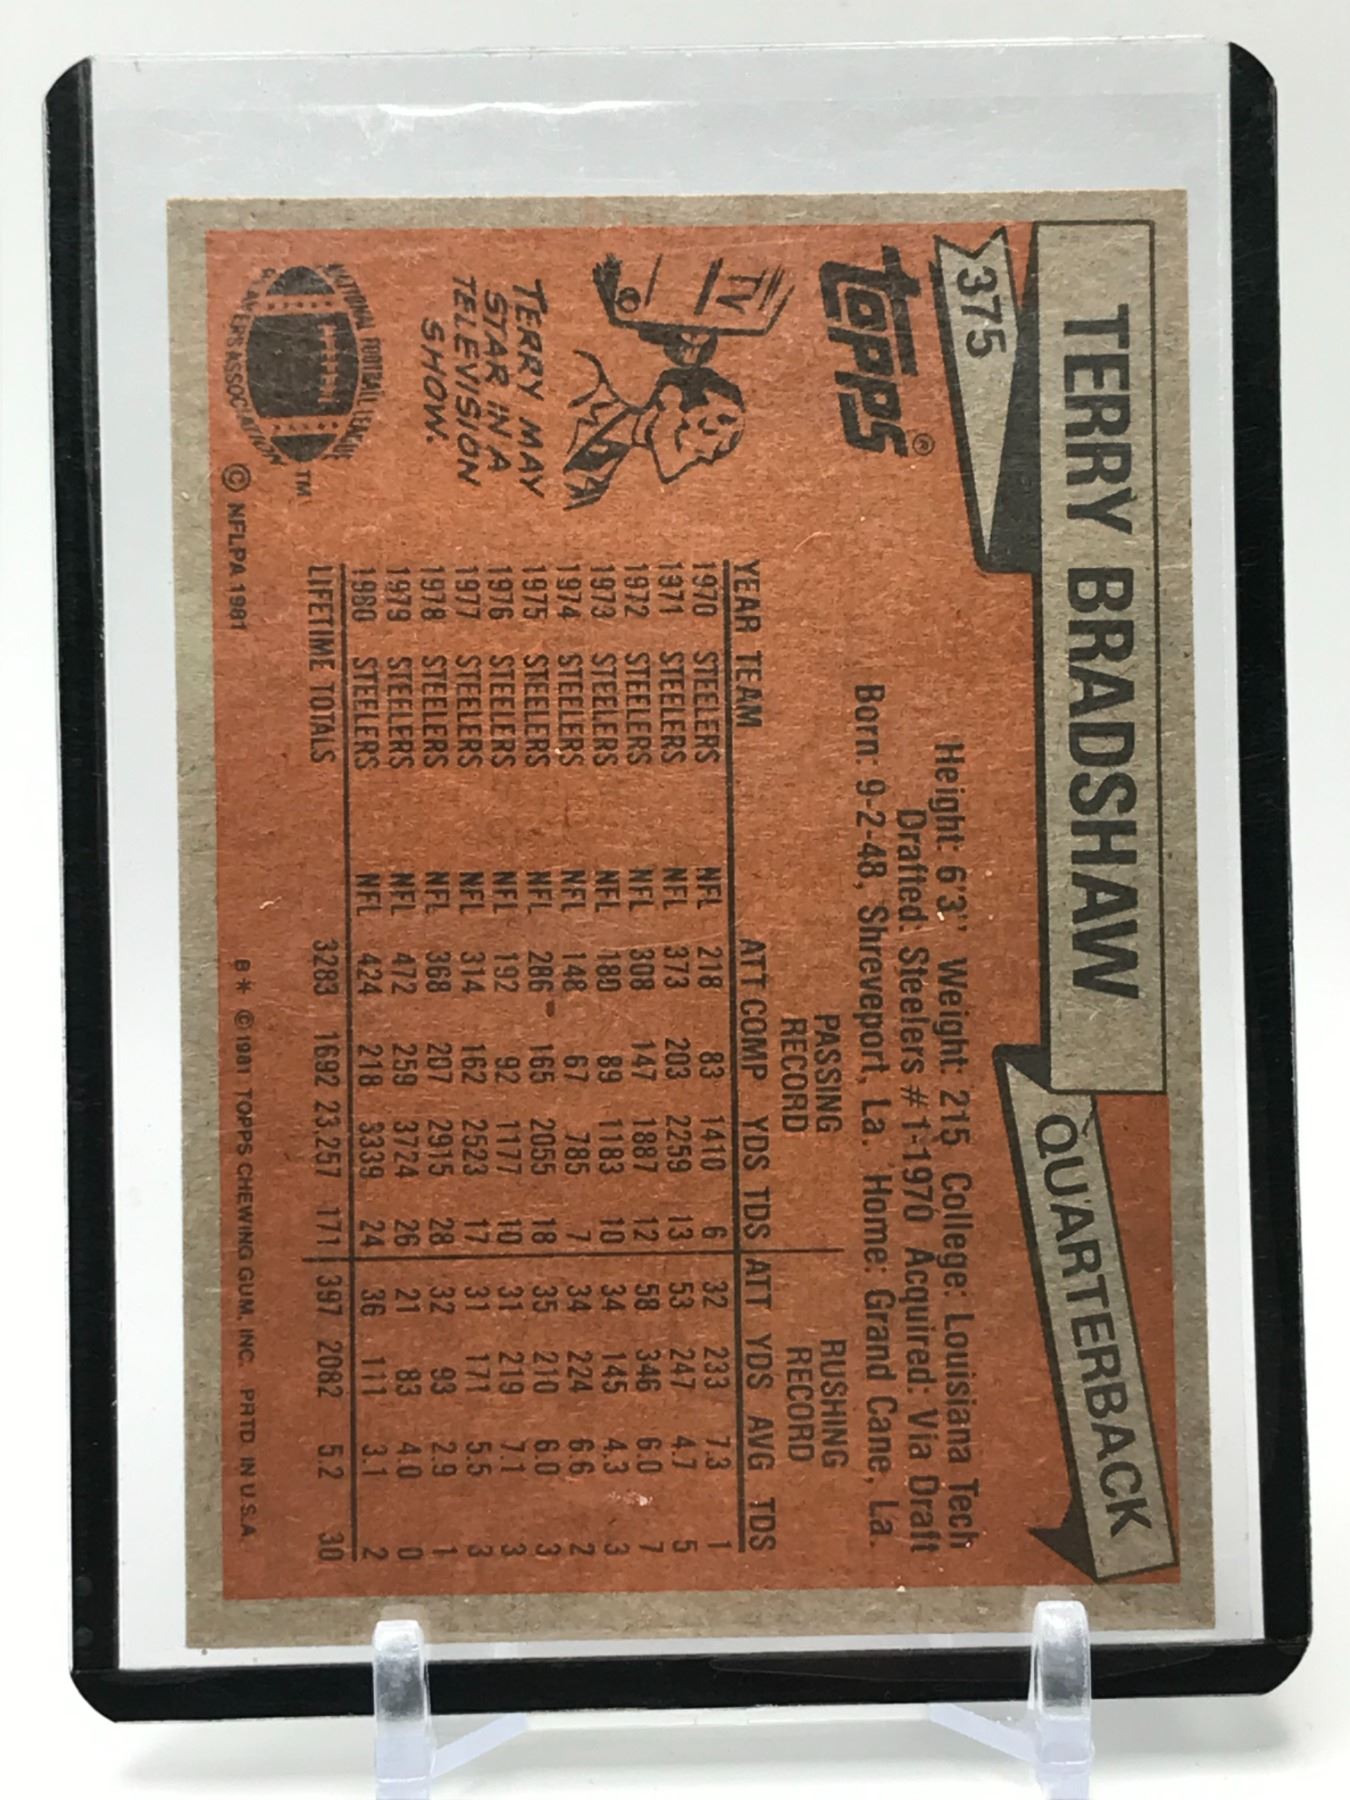 TERRY BRADSHAW
QUARTERBACK
375
Topps®
TV
TERRY MAY
STAR IN A
TELEVISION
SHOW.
NATIONAL FOOTBALL LEAGUE
PLAYERS ASSOCIATION
TM
© NFLPA 1981
Height: 6'3" Weight: 215 College: Louisiana Tech
Drafted: Steelers #1-1970 Acquired: Via Draft
Born: 9-2-48, Shreveport, La. Home: Grand Cane, La.
PASSING RECORD RUSHING RECORD
YEAR TEAM ATT COMP YDS TDS ATT YDS AVG TDS
1970 STEELERS NFL 218 83 1410 6 32 233 7.3 1
1971 STEELERS NFL 373 203 2259 13 53 247 4.7 5
1972 STEELERS NFL 308 147 1887 12 58 346 6.0 7
1973 STEELERS NFL 180 89 1183 10 34 145 4.3 3
1974 STEELERS NFL 148 67 785 7 34 224 6.6 2
1975 STEELERS NFL 286 165 2055 18 35 210 6.0 3
1976 STEELERS NFL 192 92 1177 10 31 219 7.1 3
1977 STEELERS NFL 314 162 2523 17 31 171 5.5 3
1978 STEELERS NFL 368 207 2915 28 32 93 2.9 1
1979 STEELERS NFL 472 259 3724 26 21 83 4.0 0
1980 STEELERS NFL 424 218 3339 24 36 111 3.1 2
LIFETIME TOTALS 3283 1692 23,257 171 397 2082 5.2 30
B* © 1981 TOPPS CHEWING GUM, INC. PRTD. IN U.S.A.